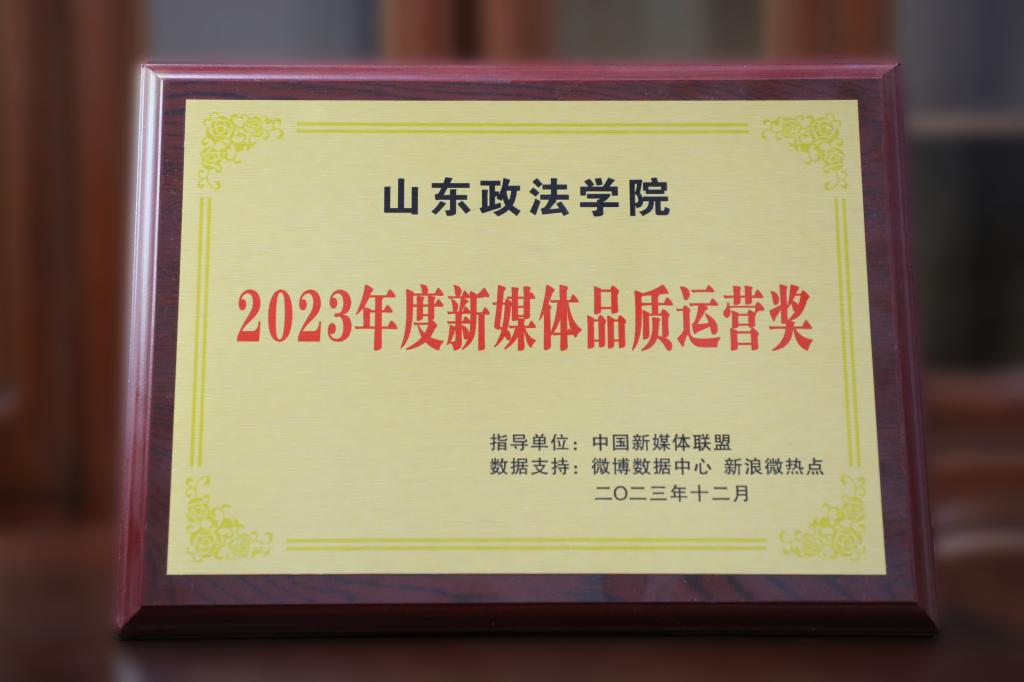 山东政法学院
2023年度新媒体品质运营奖
指导单位：中国新媒体联盟
数据支持：微博数据中心 新浪微热点
二〇二三年十二月